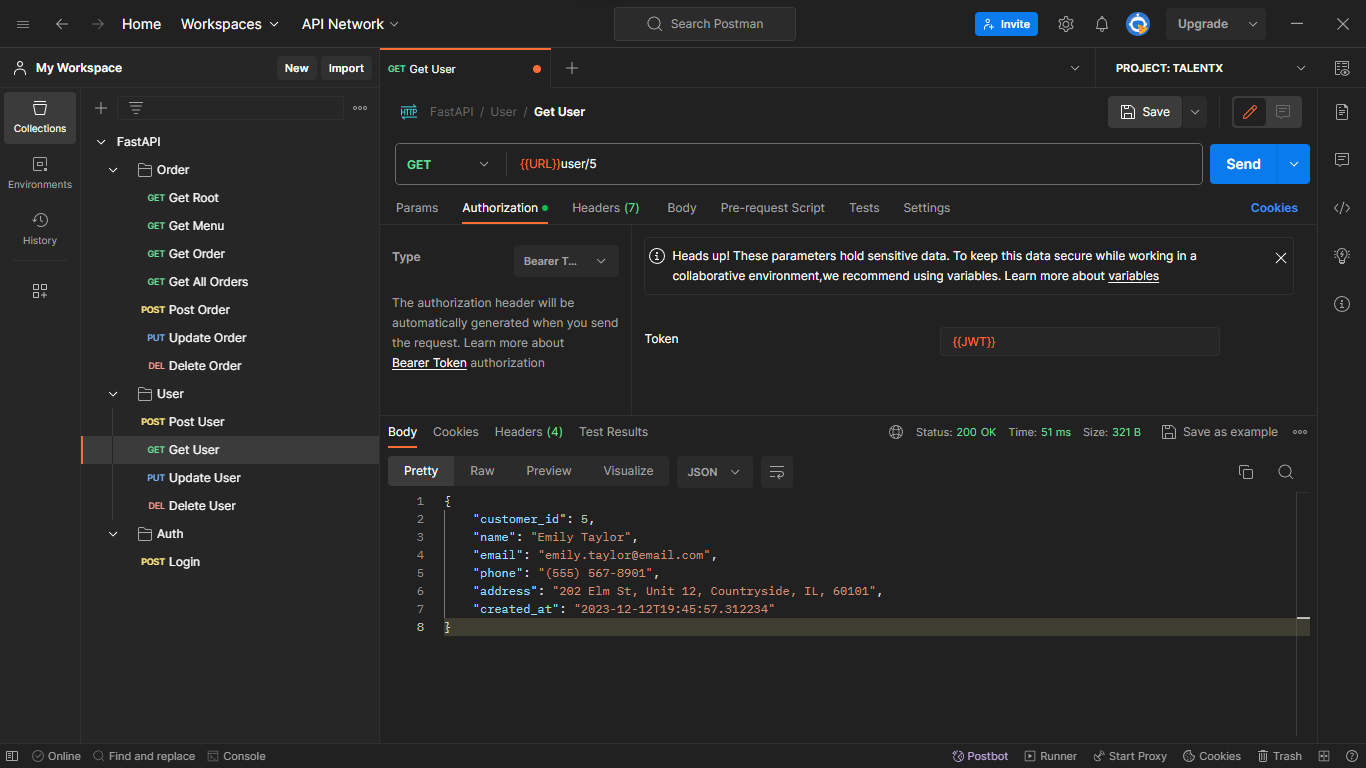 Home Workspaces API Network Search Postman Invite Upgrade
My Workspace New Import GET Get User PROJECT: TALENTX
Collections
Environments
History
FastAPI
Order
GET Get Root
GET Get Menu
GET Get Order
GET Get All Orders
POST Post Order
PUT Update Order
DEL Delete Order
User
POST Post User
GET Get User
PUT Update User
DEL Delete User
Auth
POST Login
HTTP FastAPI / User / Get User Save
GET {{URL}}user/5 Send
Params Authorization Headers (7) Body Pre-request Script Tests Settings Cookies
Type Bearer T...
The authorization header will be
automatically generated when you send
the request. Learn more about
Bearer Token authorization
Heads up! These parameters hold sensitive data. To keep this data secure while working in a
collaborative environment,we recommend using variables. Learn more about variables
Token {{JWT}}
Body Cookies Headers (4) Test Results Status: 200 OK Time: 51 ms Size: 321 B Save as example
Pretty Raw Preview Visualize JSON
1 {
2 "customer_id": 5,
3 "name": "Emily Taylor",
4 "email": "emily.taylor@email.com",
5 "phone": "(555) 567-8901",
6 "address": "202 Elm St, Unit 12, Countryside, IL, 60101",
7 "created_at": "2023-12-12T19:45:57.312234"
8 }
Online Find and replace Console Postbot Runner Start Proxy Cookies Trash